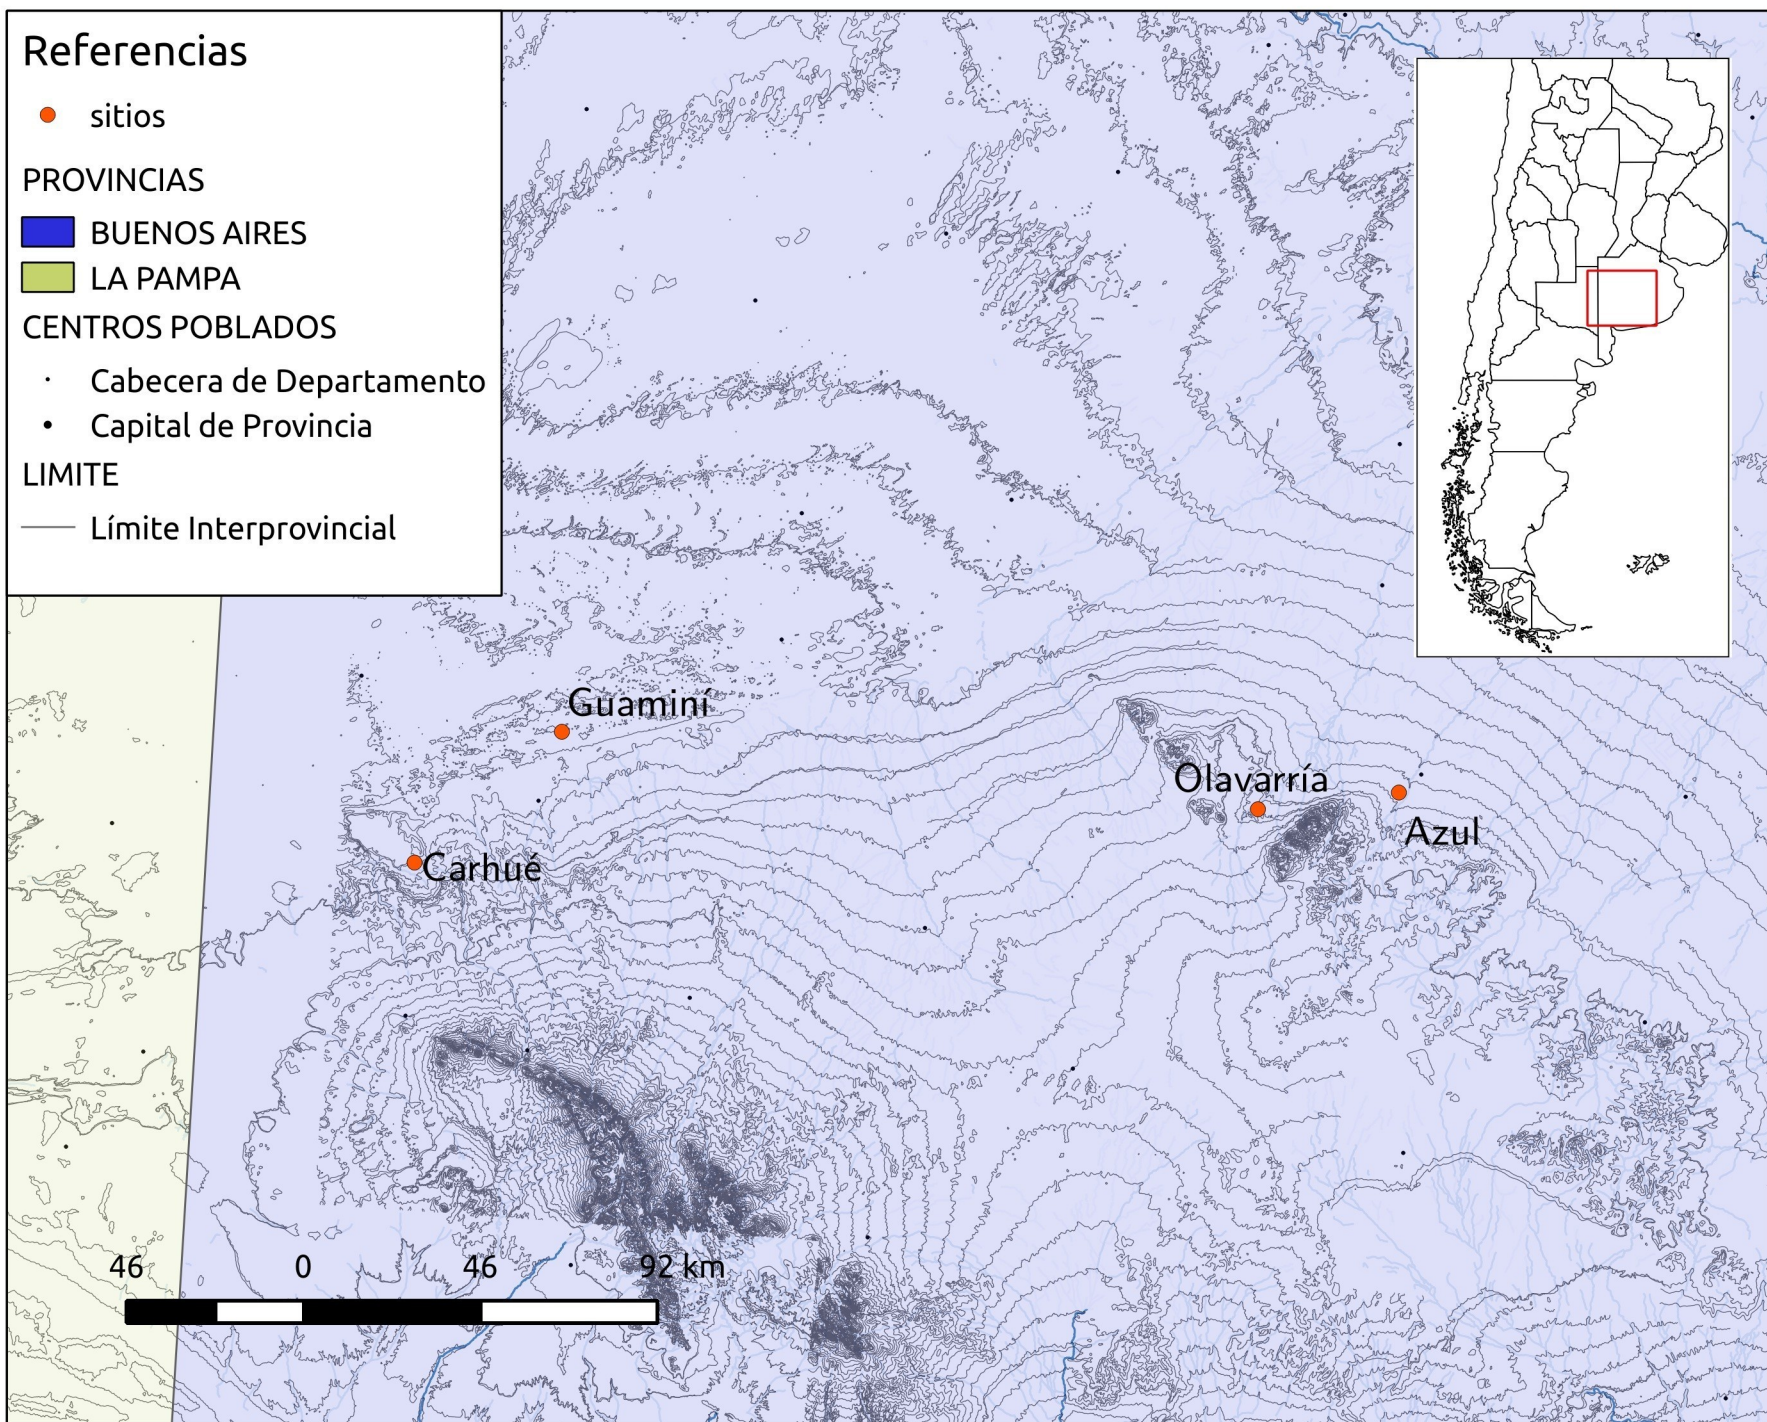 Referencias
sitios
PROVINCIAS
BUENOS AIRES
LA PAMPA
CENTROS POBLADOS
Cabecera de Departamento
Capital de Provincia
LIMITE
Límite Interprovincial
Guaminí
Olavarría
Azul
Carhué
46 0 46 92 km